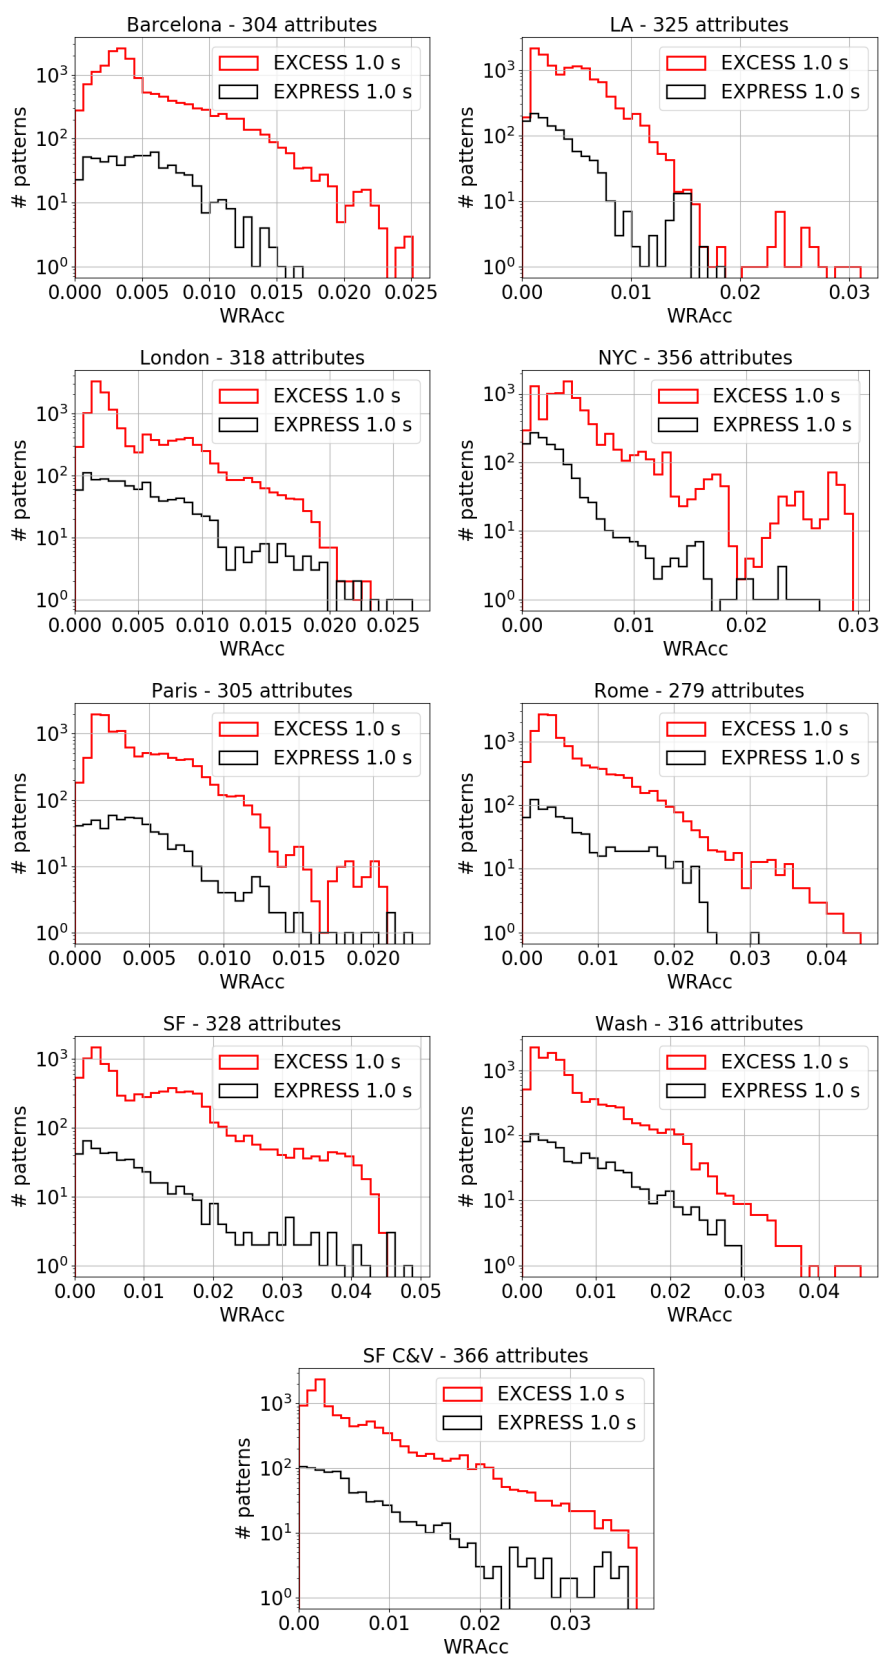 Barcelona - 304 attributes
EXCESS 1.0 s
EXPRESS 1.0 s
# patterns
10³
10²
10¹
10⁰
0.000 0.005 0.010 0.015 0.020 0.025
WRAcc
LA - 325 attributes
EXCESS 1.0 s
EXPRESS 1.0 s
# patterns
10³
10²
10¹
10⁰
0.00 0.01 0.02 0.03
WRAcc
London - 318 attributes
EXCESS 1.0 s
EXPRESS 1.0 s
# patterns
10³
10²
10¹
10⁰
0.000 0.005 0.010 0.015 0.020 0.025
WRAcc
NYC - 356 attributes
EXCESS 1.0 s
EXPRESS 1.0 s
# patterns
10³
10²
10¹
10⁰
0.00 0.01 0.02 0.03
WRAcc
Paris - 305 attributes
EXCESS 1.0 s
EXPRESS 1.0 s
# patterns
10³
10²
10¹
10⁰
0.000 0.005 0.010 0.015 0.020
WRAcc
Rome - 279 attributes
EXCESS 1.0 s
EXPRESS 1.0 s
# patterns
10³
10²
10¹
10⁰
0.00 0.01 0.02 0.03 0.04
WRAcc
SF - 328 attributes
EXCESS 1.0 s
EXPRESS 1.0 s
# patterns
10³
10²
10¹
10⁰
0.00 0.01 0.02 0.03 0.04 0.05
WRAcc
Wash - 316 attributes
EXCESS 1.0 s
EXPRESS 1.0 s
# patterns
10³
10²
10¹
10⁰
0.00 0.01 0.02 0.03 0.04
WRAcc
SF C&V - 366 attributes
EXCESS 1.0 s
EXPRESS 1.0 s
# patterns
10³
10²
10¹
10⁰
0.00 0.01 0.02 0.03
WRAcc